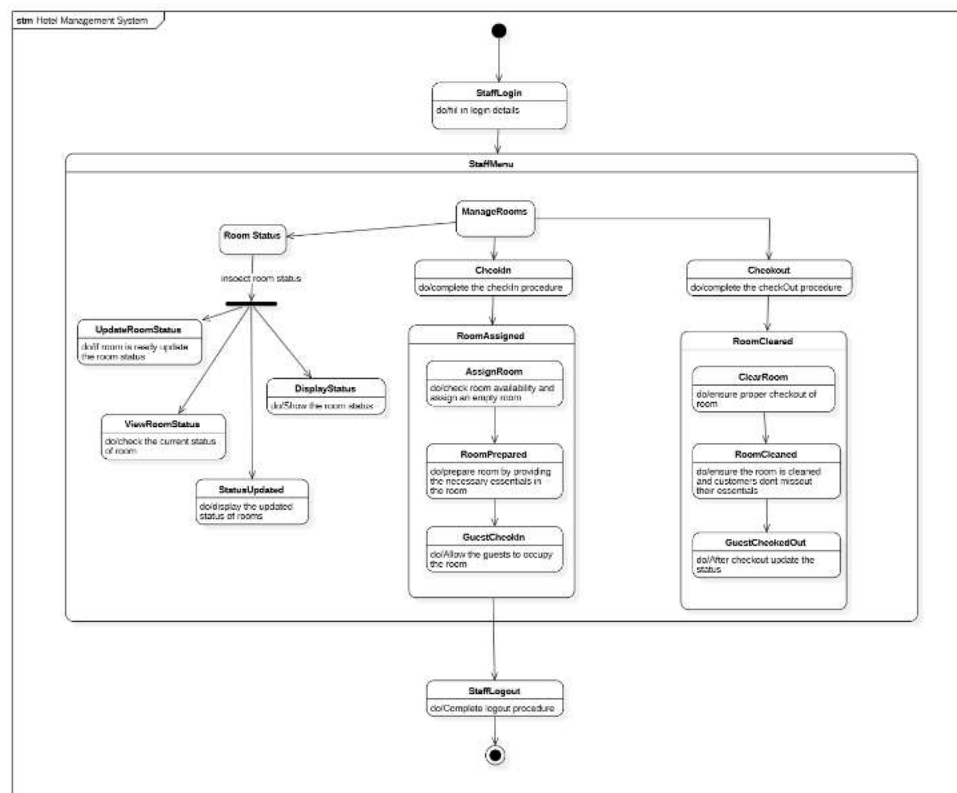 stm Hotel Management System
StaffLogin
do/fill in login details
StaffMenu
ManageRooms
Room Status
insoect room status
CheckIn
do/complete the checkIn procedure
Checkout
do/complete the checkOut procedure
UpdateRoomStatus
do/if room is ready update
the room status
DisplayStatus
do/Show the room status
ViewRoomStatus
do/check the current status
of room
StatusUpdated
do/display the updated
status of rooms
RoomAssigned
AssignRoom
do/check room availability and
assign an empty room
RoomPrepared
do/prepare room by providing
the necessary essentials in
the room
GuestCheckIn
do/Allow the guests to occupy
the room
RoomCleared
ClearRoom
do/ensure proper checkout of
room
RoomCleaned
do/ensure the room is cleaned
and customers dont missout
their essentials
GuestCheckedOut
do/After checkout update the
status
StaffLogout
do/Complete logout procedure